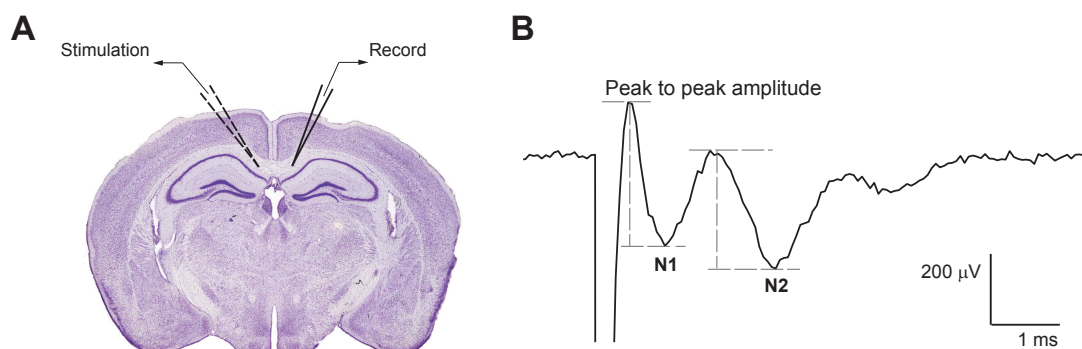 A
Stimulation
Record
B
Peak to peak amplitude
N1
N2
200 μV
1 ms